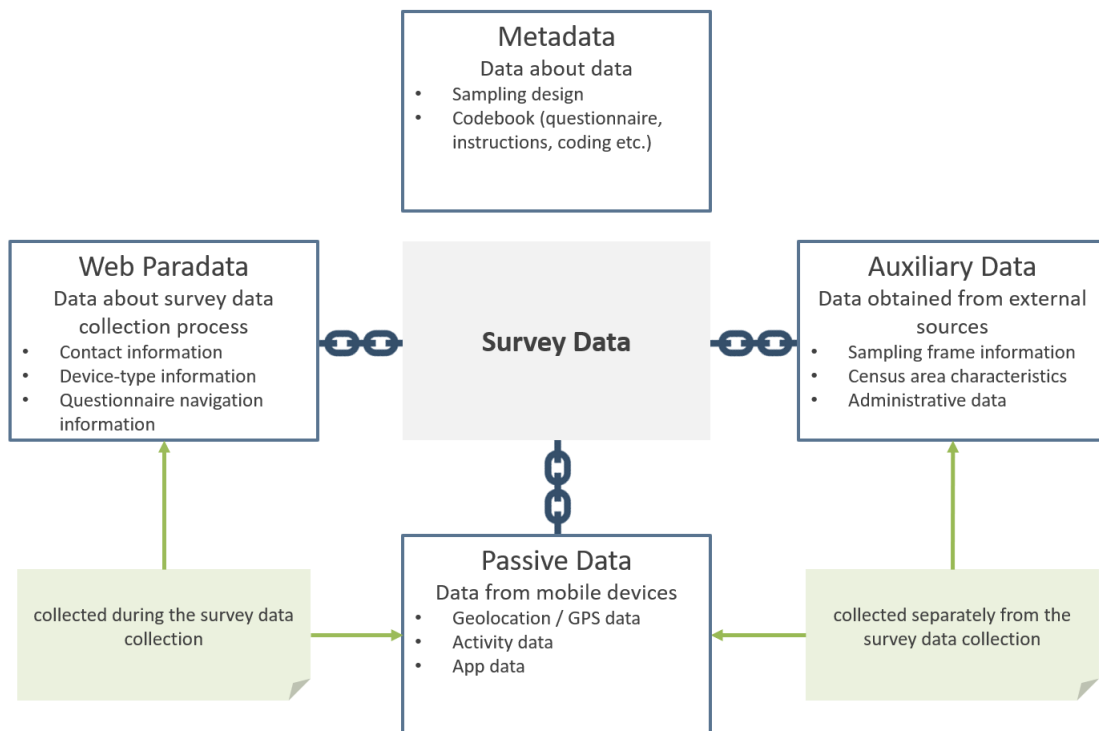 Metadata
Data about data
• Sampling design
• Codebook (questionnaire,
instructions, coding etc.)
Web Paradata
Data about survey data
collection process
• Contact information
• Device-type information
• Questionnaire navigation
information
Survey Data
Auxiliary Data
Data obtained from external
sources
• Sampling frame information
• Census area characteristics
• Administrative data
Passive Data
Data from mobile devices
• Geolocation / GPS data
• Activity data
• App data
collected during the survey data
collection
collected separately from the
survey data collection